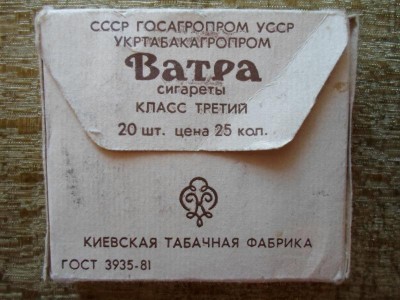 СССР ГОСАГРОПРОМ УССР
УКРТАБАКАГРОПРОМ
Ватра
сигареты
КЛАСС ТРЕТИЙ
20 шт. цена 25 коп.
КИЕВСКАЯ ТАБАЧНАЯ ФАБРИКА
ГОСТ 3935-81